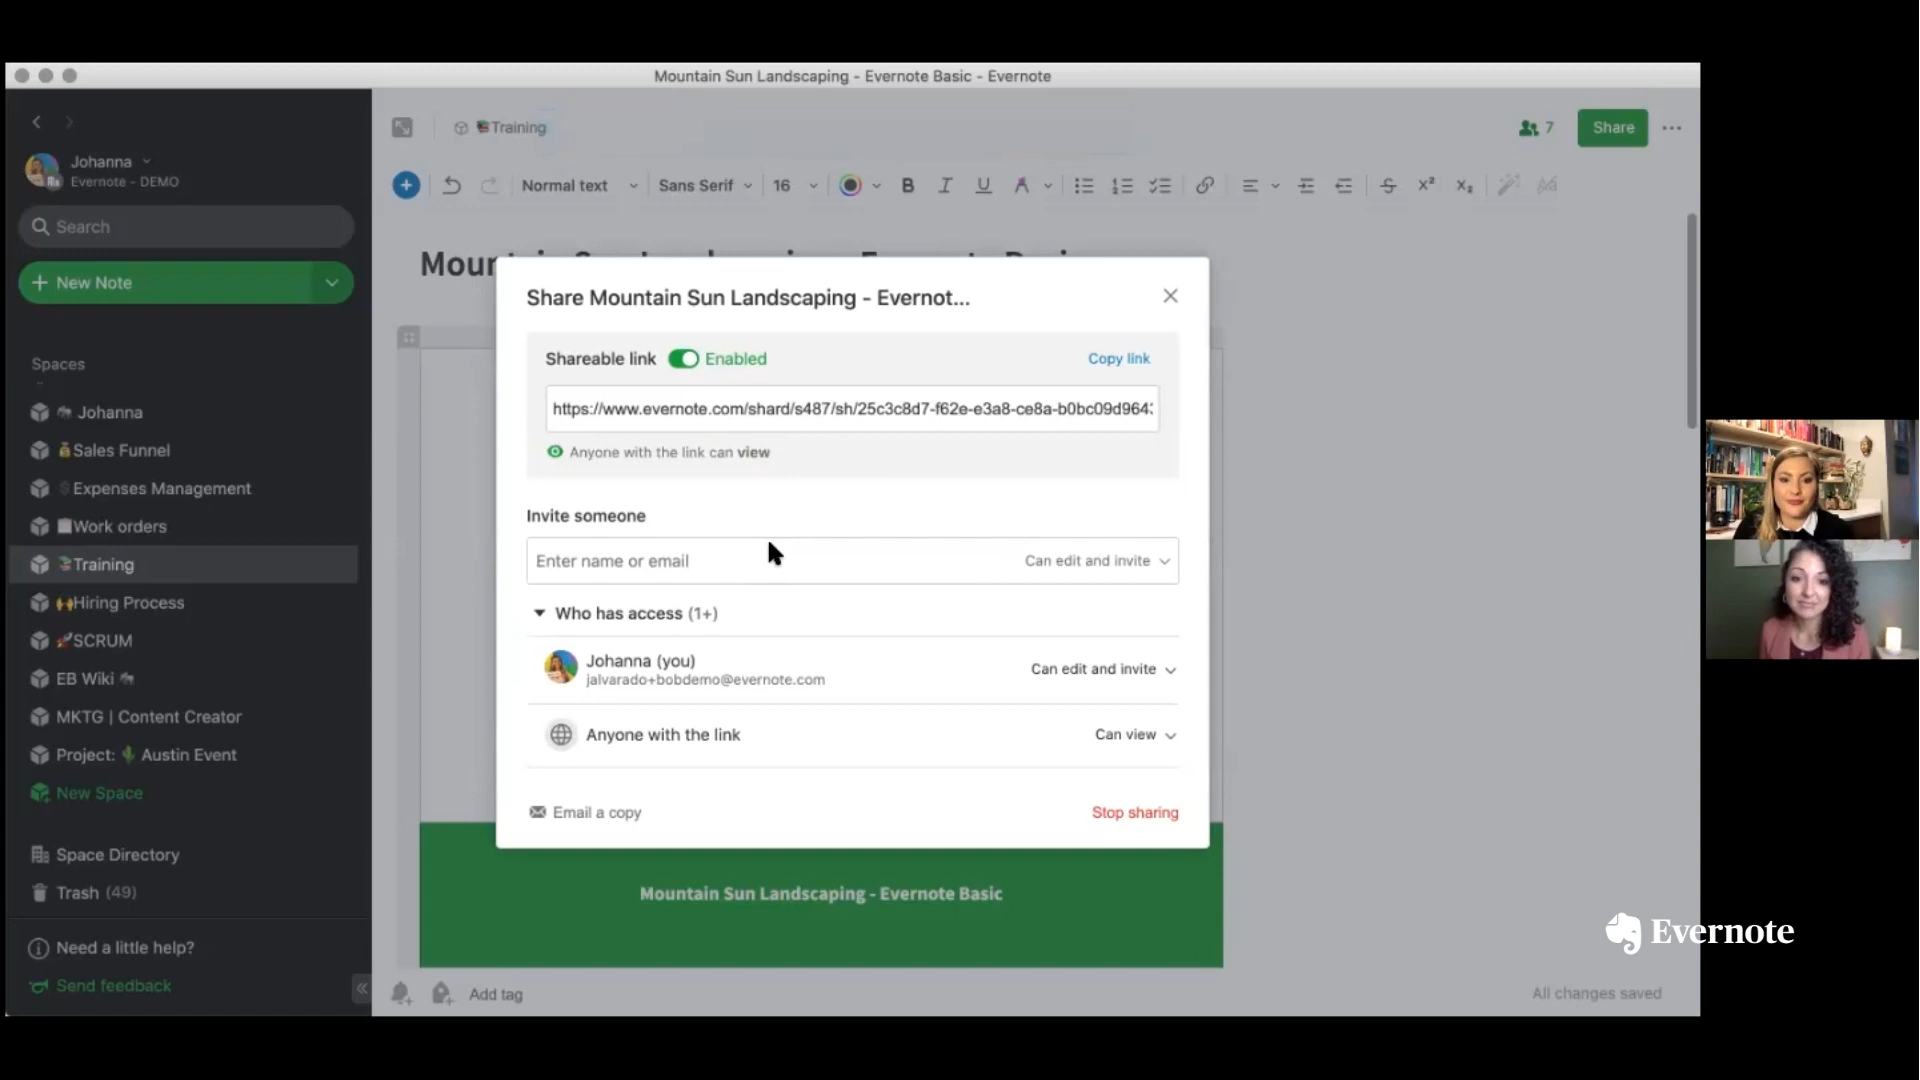 Mountain Sun Landscaping - Evernote Basic - Evernote
Johanna
Evernote - DEMO
Search
New Note
Spaces
Johanna
Sales Funnel
Expenses Management
Work orders
Training
Hiring Process
SCRUM
EB Wiki
MKTG | Content Creator
Project: Austin Event
New Space
Space Directory
Trash (49)
Need a little help?
Send feedback
Training
7
Share
Normal text
Sans Serif
16
Share Mountain Sun Landscaping - Evernot...
Shareable link Enabled
Copy link
https://www.evernote.com/shard/s487/sh/25c3c8d7-f62e-e3a8-ce8a-b0bc09d964
Anyone with the link can view
Invite someone
Enter name or email
Can edit and invite
Who has access (1+)
Johanna (you)
jalvarado+bobdemo@evernote.com
Can edit and invite
Anyone with the link
Can view
Email a copy
Stop sharing
Mountain Sun Landscaping - Evernote Basic
Add tag
All changes saved
Evernote